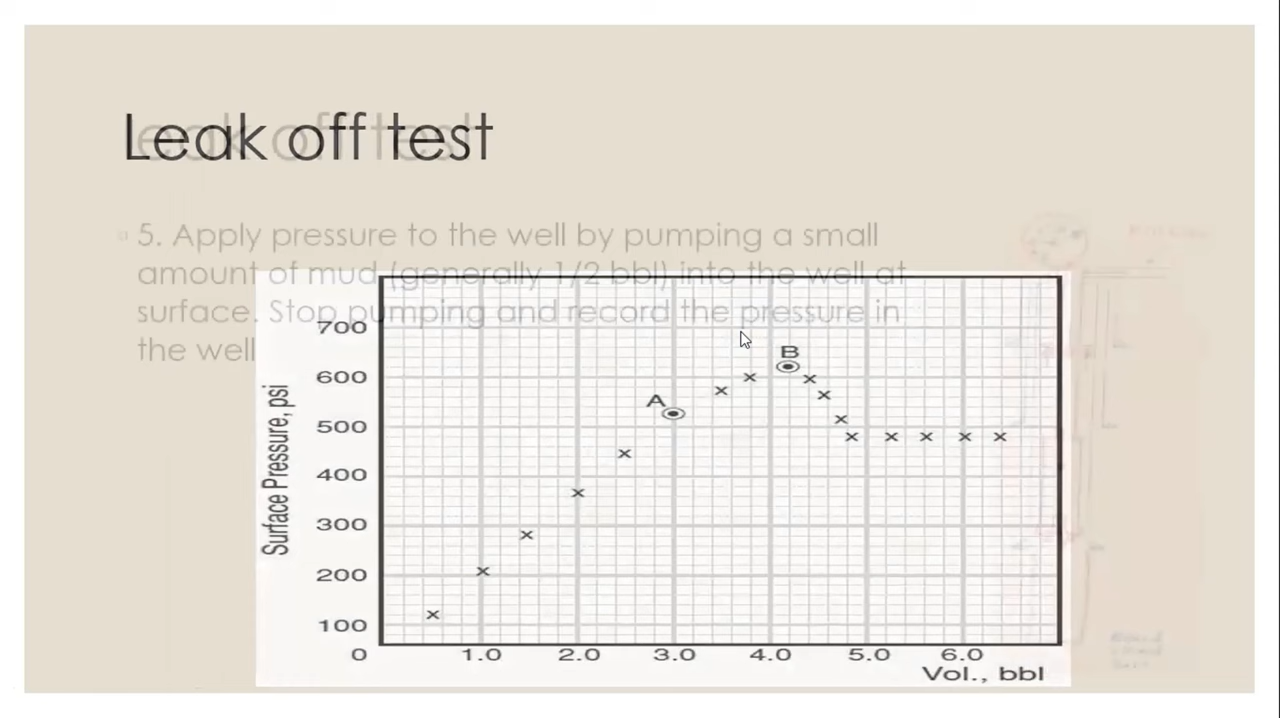 Leak off test
5. Apply pressure to the well by pumping a small
amount of mud (generally 1/2 bbl) into the well at
surface. Stop pumping and record the pressure in
the well
700
600
500
400
300
200
100
0
Surface Pressure, psi
A
B
1.0 2.0 3.0 4.0 5.0 6.0
Vol., bbl